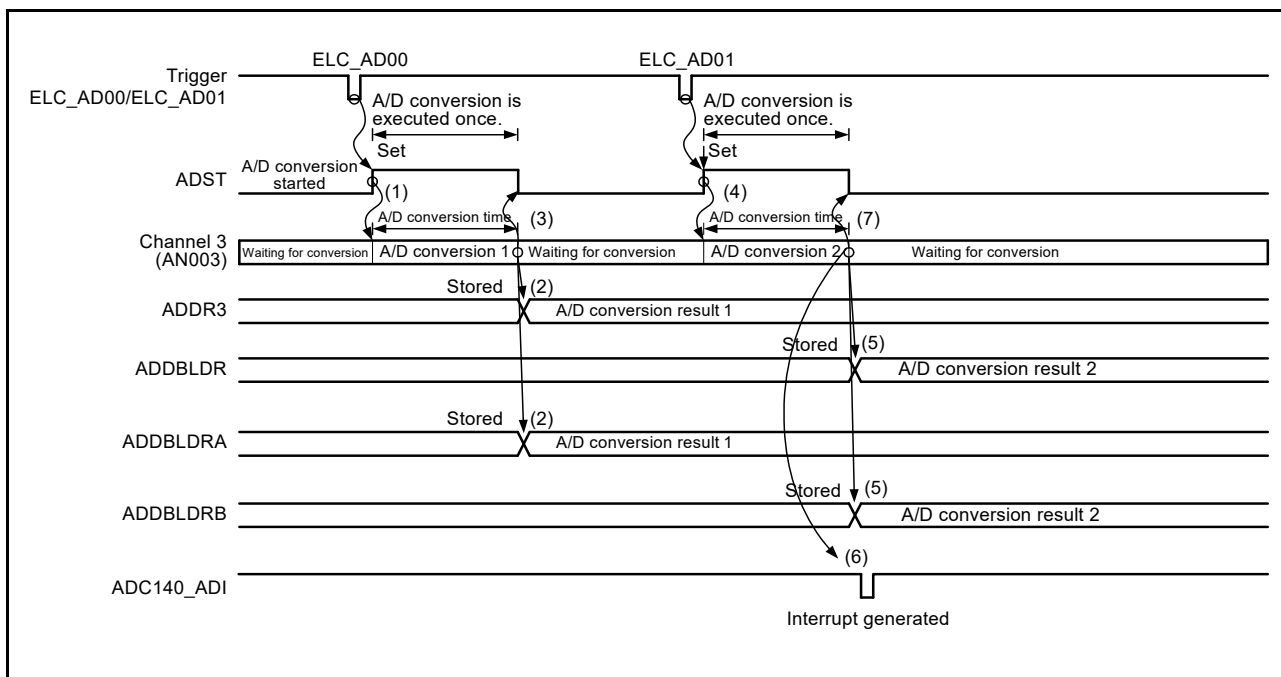 ELC_AD00
ELC_AD01
Trigger
ELC_AD00/ELC_AD01
A/D conversion is
executed once.
A/D conversion is
executed once.
Set
Set
ADST
A/D conversion
started
(1)
(4)
A/D conversion time
(3)
A/D conversion time
(7)
Channel 3
(AN003)
Waiting for conversion
A/D conversion 1
Waiting for conversion
A/D conversion 2
Waiting for conversion
Stored
(2)
ADDR3
A/D conversion result 1
Stored
(5)
ADDBLDR
A/D conversion result 2
Stored
(2)
ADDBLDRA
A/D conversion result 1
Stored
(5)
ADDBLDRB
A/D conversion result 2
(6)
ADC140_ADI
Interrupt generated